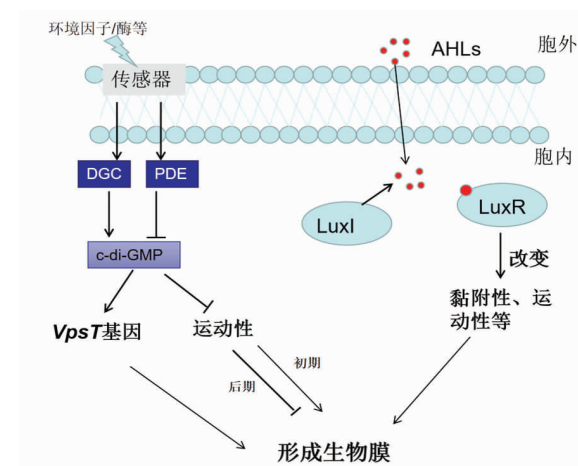 环境因子/酶等
传感器
AHLs
胞外
胞内
DGC
PDE
c-di-GMP
LuxI
LuxR
改变
黏附性、运
动性等
VpsT基因
运动性
初期
后期
形成生物膜